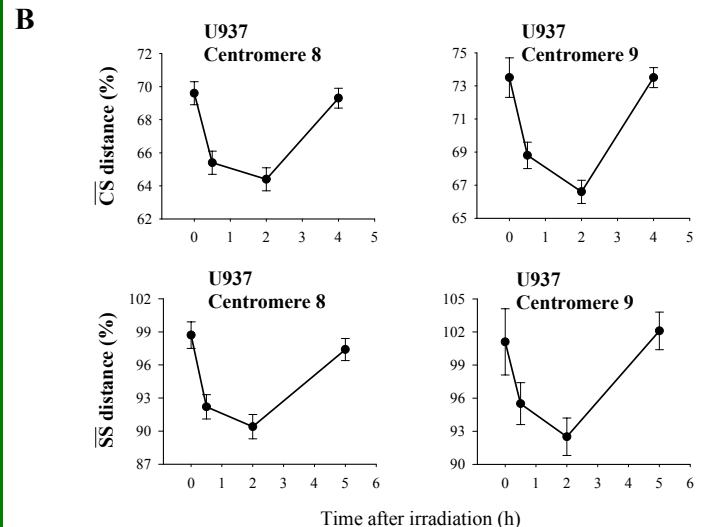 B
U937
Centromere 8
CS distance (%)
72
70
68
66
64
62
0 1 2 3 4 5
U937
Centromere 9
75
73
71
69
67
65
0 1 2 3 4 5
U937
Centromere 8
SS distance (%)
102
99
96
93
90
87
0 1 2 3 4 5 6
U937
Centromere 9
105
102
99
96
93
90
0 1 2 3 4 5 6
Time after irradiation (h)